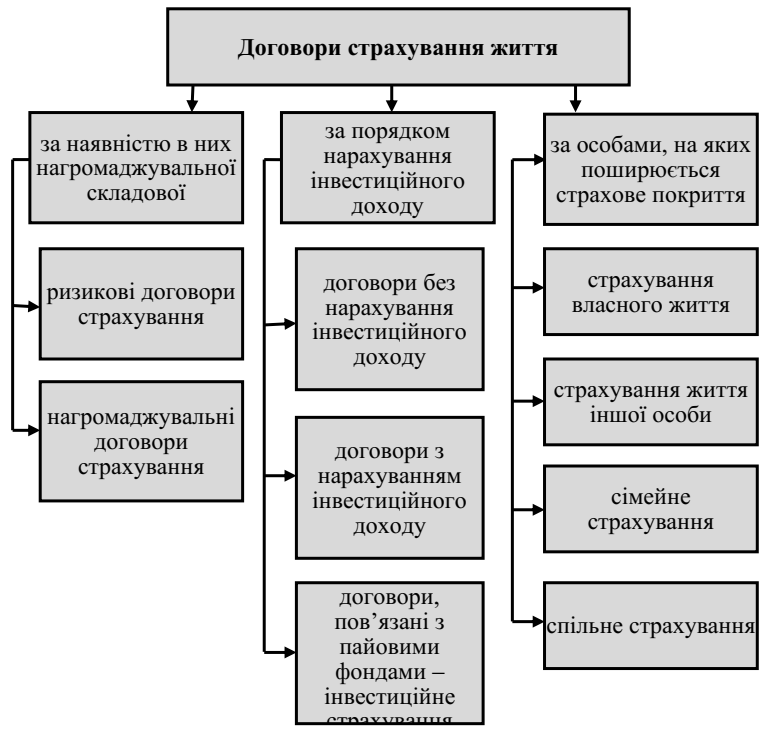 Договори страхування життя
за наявністю в них
нагромаджувальної
складової
ризикові договори
страхування
нагромаджувальні
договори
страхування
за порядком
нарахування
інвестиційного
доходу
договори без
нарахування
інвестиційного
доходу
договори з
нарахуванням
інвестиційного
доходу
договори,
пов’язані з
пайовими
фондами –
інвестиційне
страхування
за особами, на яких
поширюється
страхове покриття
страхування
власного життя
страхування життя
іншої особи
сімейне
страхування
спільне страхування